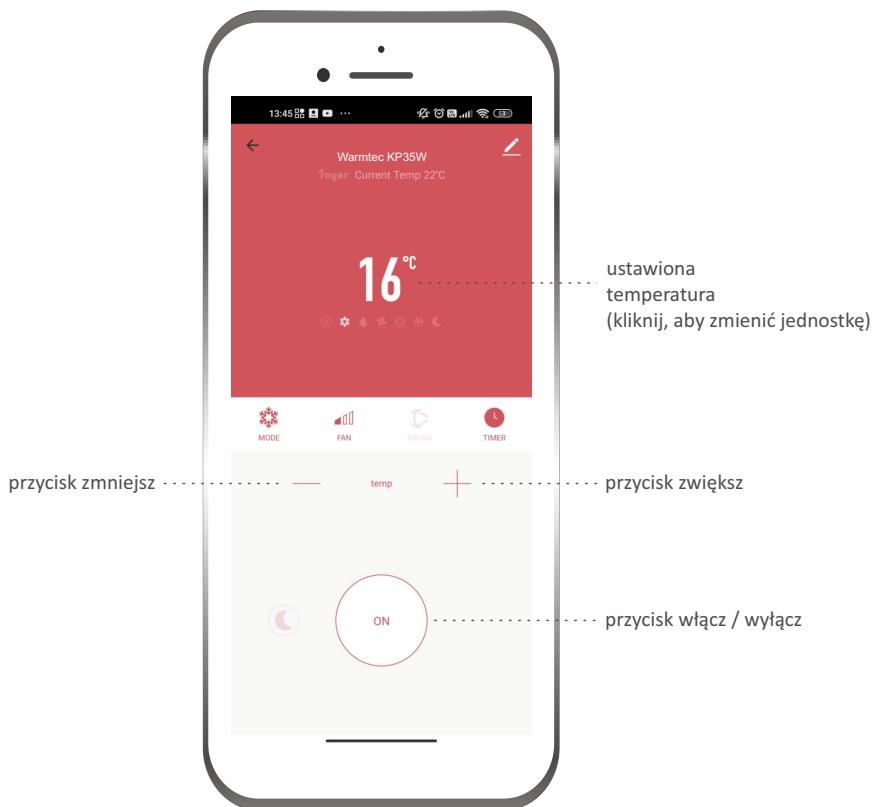 13:45
53
Warmtec KP35W
Current Temp 22℃
16°C
ustawiona
temperatura
(kliknij, aby zmienić jednostkę)
MODE
FAN
SWING
TIMER
przycisk zmniejsz
temp
przycisk zwiększ
ON
przycisk włącz / wyłącz